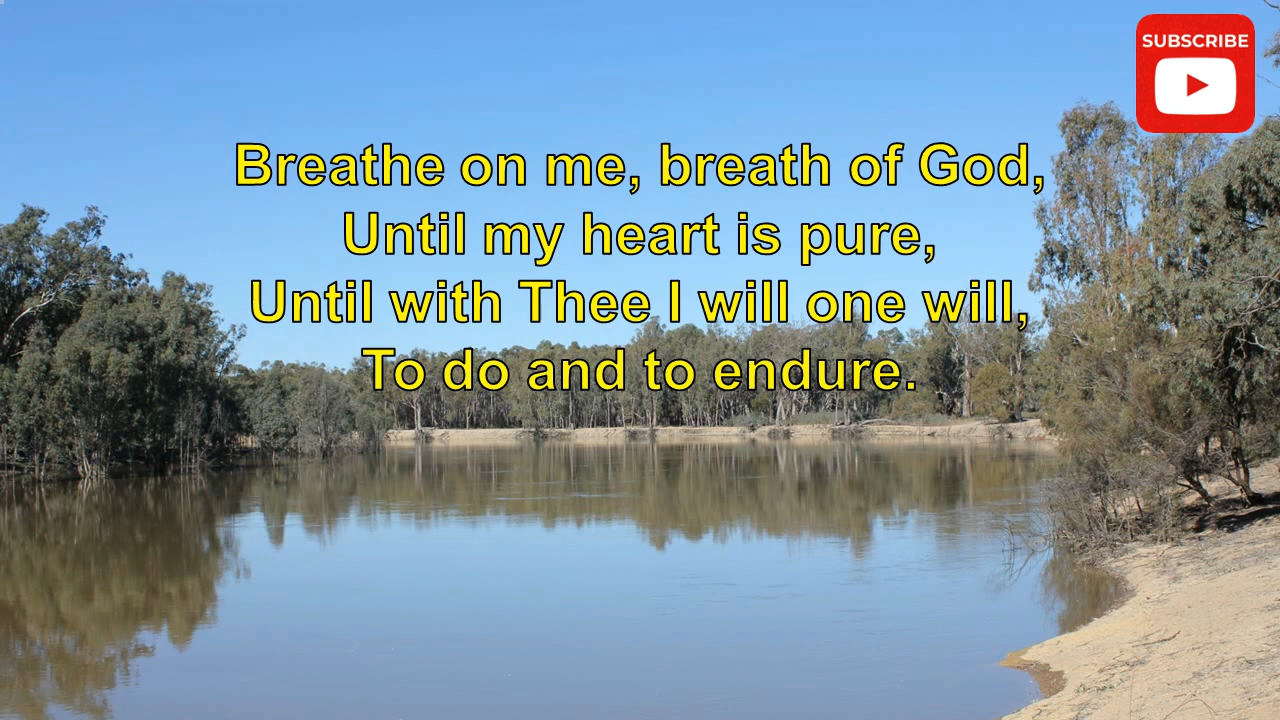 SUBSCRIBE
Breathe on me, breath of God,
Until my heart is pure,
Until with Thee I will one will,
To do and to endure.